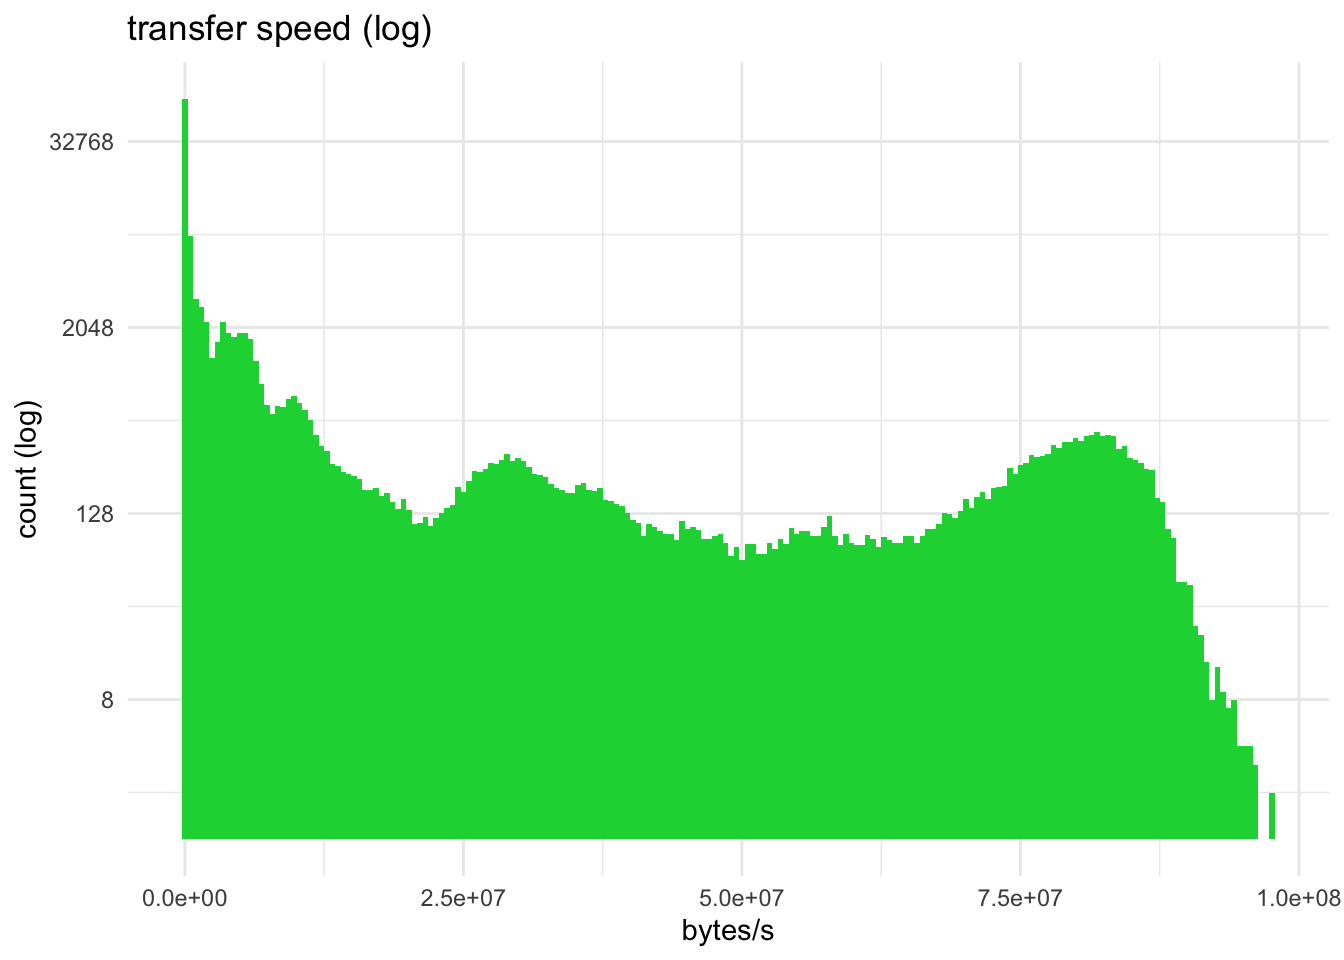 transfer speed (log)
32768
2048
128
8
count (log)
0.0e+00
2.5e+07
5.0e+07
7.5e+07
1.0e+08
bytes/s